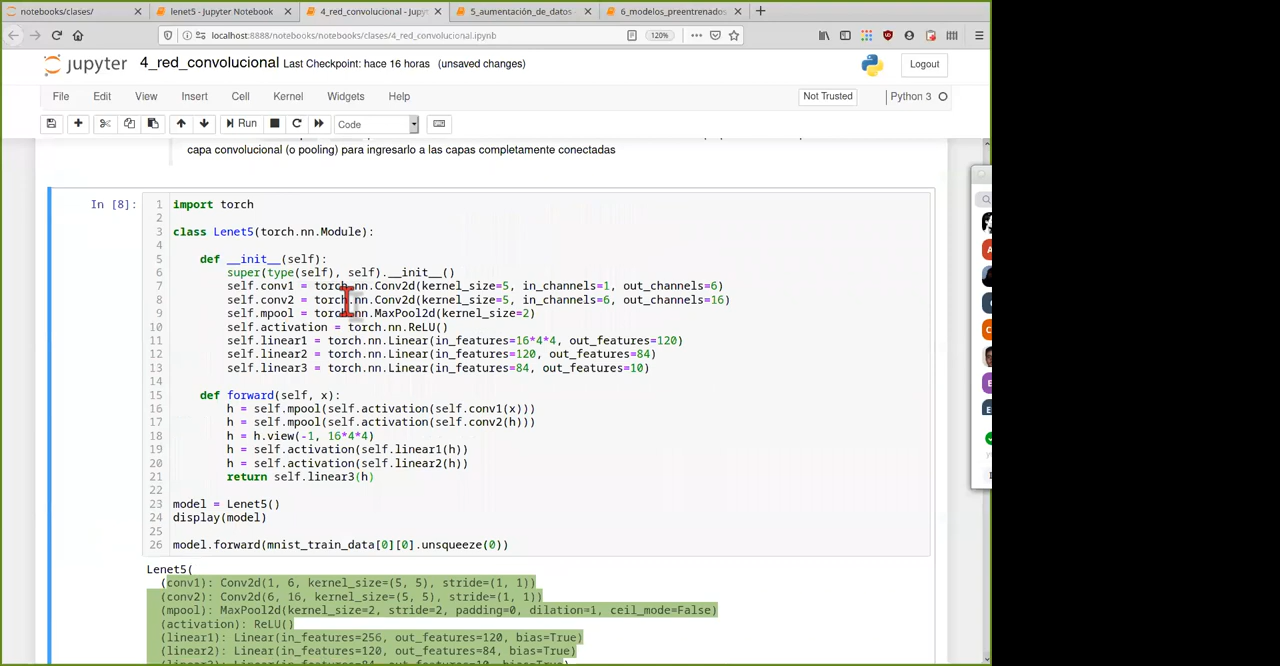 notebooks/clases/
lenet5 - Jupyter Notebook
4_red_convolucional - Jupy
5_aumentación_de_datos
6_modelos_preentrenados
localhost:8888/notebooks/notebooks/clases/4_red_convolucional.ipynb
120%
jupyter 4_red_convolucional Last Checkpoint: hace 16 horas (unsaved changes)
Logout
File Edit View Insert Cell Kernel Widgets Help
Not Trusted
Python 3
Run
Code
capa convolucional (o pooling) para ingresarlo a las capas completamente conectadas
In [8]:
1 import torch
2
3 class Lenet5(torch.nn.Module):
4
5 def __init__(self):
6 super(type(self), self).__init__()
7 self.conv1 = torch.nn.Conv2d(kernel_size=5, in_channels=1, out_channels=6)
8 self.conv2 = torch.nn.Conv2d(kernel_size=5, in_channels=6, out_channels=16)
9 self.mpool = torch.nn.MaxPool2d(kernel_size=2)
10 self.activation = torch.nn.ReLU()
11 self.linear1 = torch.nn.Linear(in_features=16*4*4, out_features=120)
12 self.linear2 = torch.nn.Linear(in_features=120, out_features=84)
13 self.linear3 = torch.nn.Linear(in_features=84, out_features=10)
14
15 def forward(self, x):
16 h = self.mpool(self.activation(self.conv1(x)))
17 h = self.mpool(self.activation(self.conv2(h)))
18 h = h.view(-1, 16*4*4)
19 h = self.activation(self.linear1(h))
20 h = self.activation(self.linear2(h))
21 return self.linear3(h)
22
23 model = Lenet5()
24 display(model)
25
26 model.forward(mnist_train_data[0][0].unsqueeze(0))
Lenet5(
(conv1): Conv2d(1, 6, kernel_size=(5, 5), stride=(1, 1))
(conv2): Conv2d(6, 16, kernel_size=(5, 5), stride=(1, 1))
(mpool): MaxPool2d(kernel_size=2, stride=2, padding=0, dilation=1, ceil_mode=False)
(activation): ReLU()
(linear1): Linear(in_features=256, out_features=120, bias=True)
(linear2): Linear(in_features=120, out_features=84, bias=True)
(linear3): Linear(in_features=84, out_features=10, bias=True)